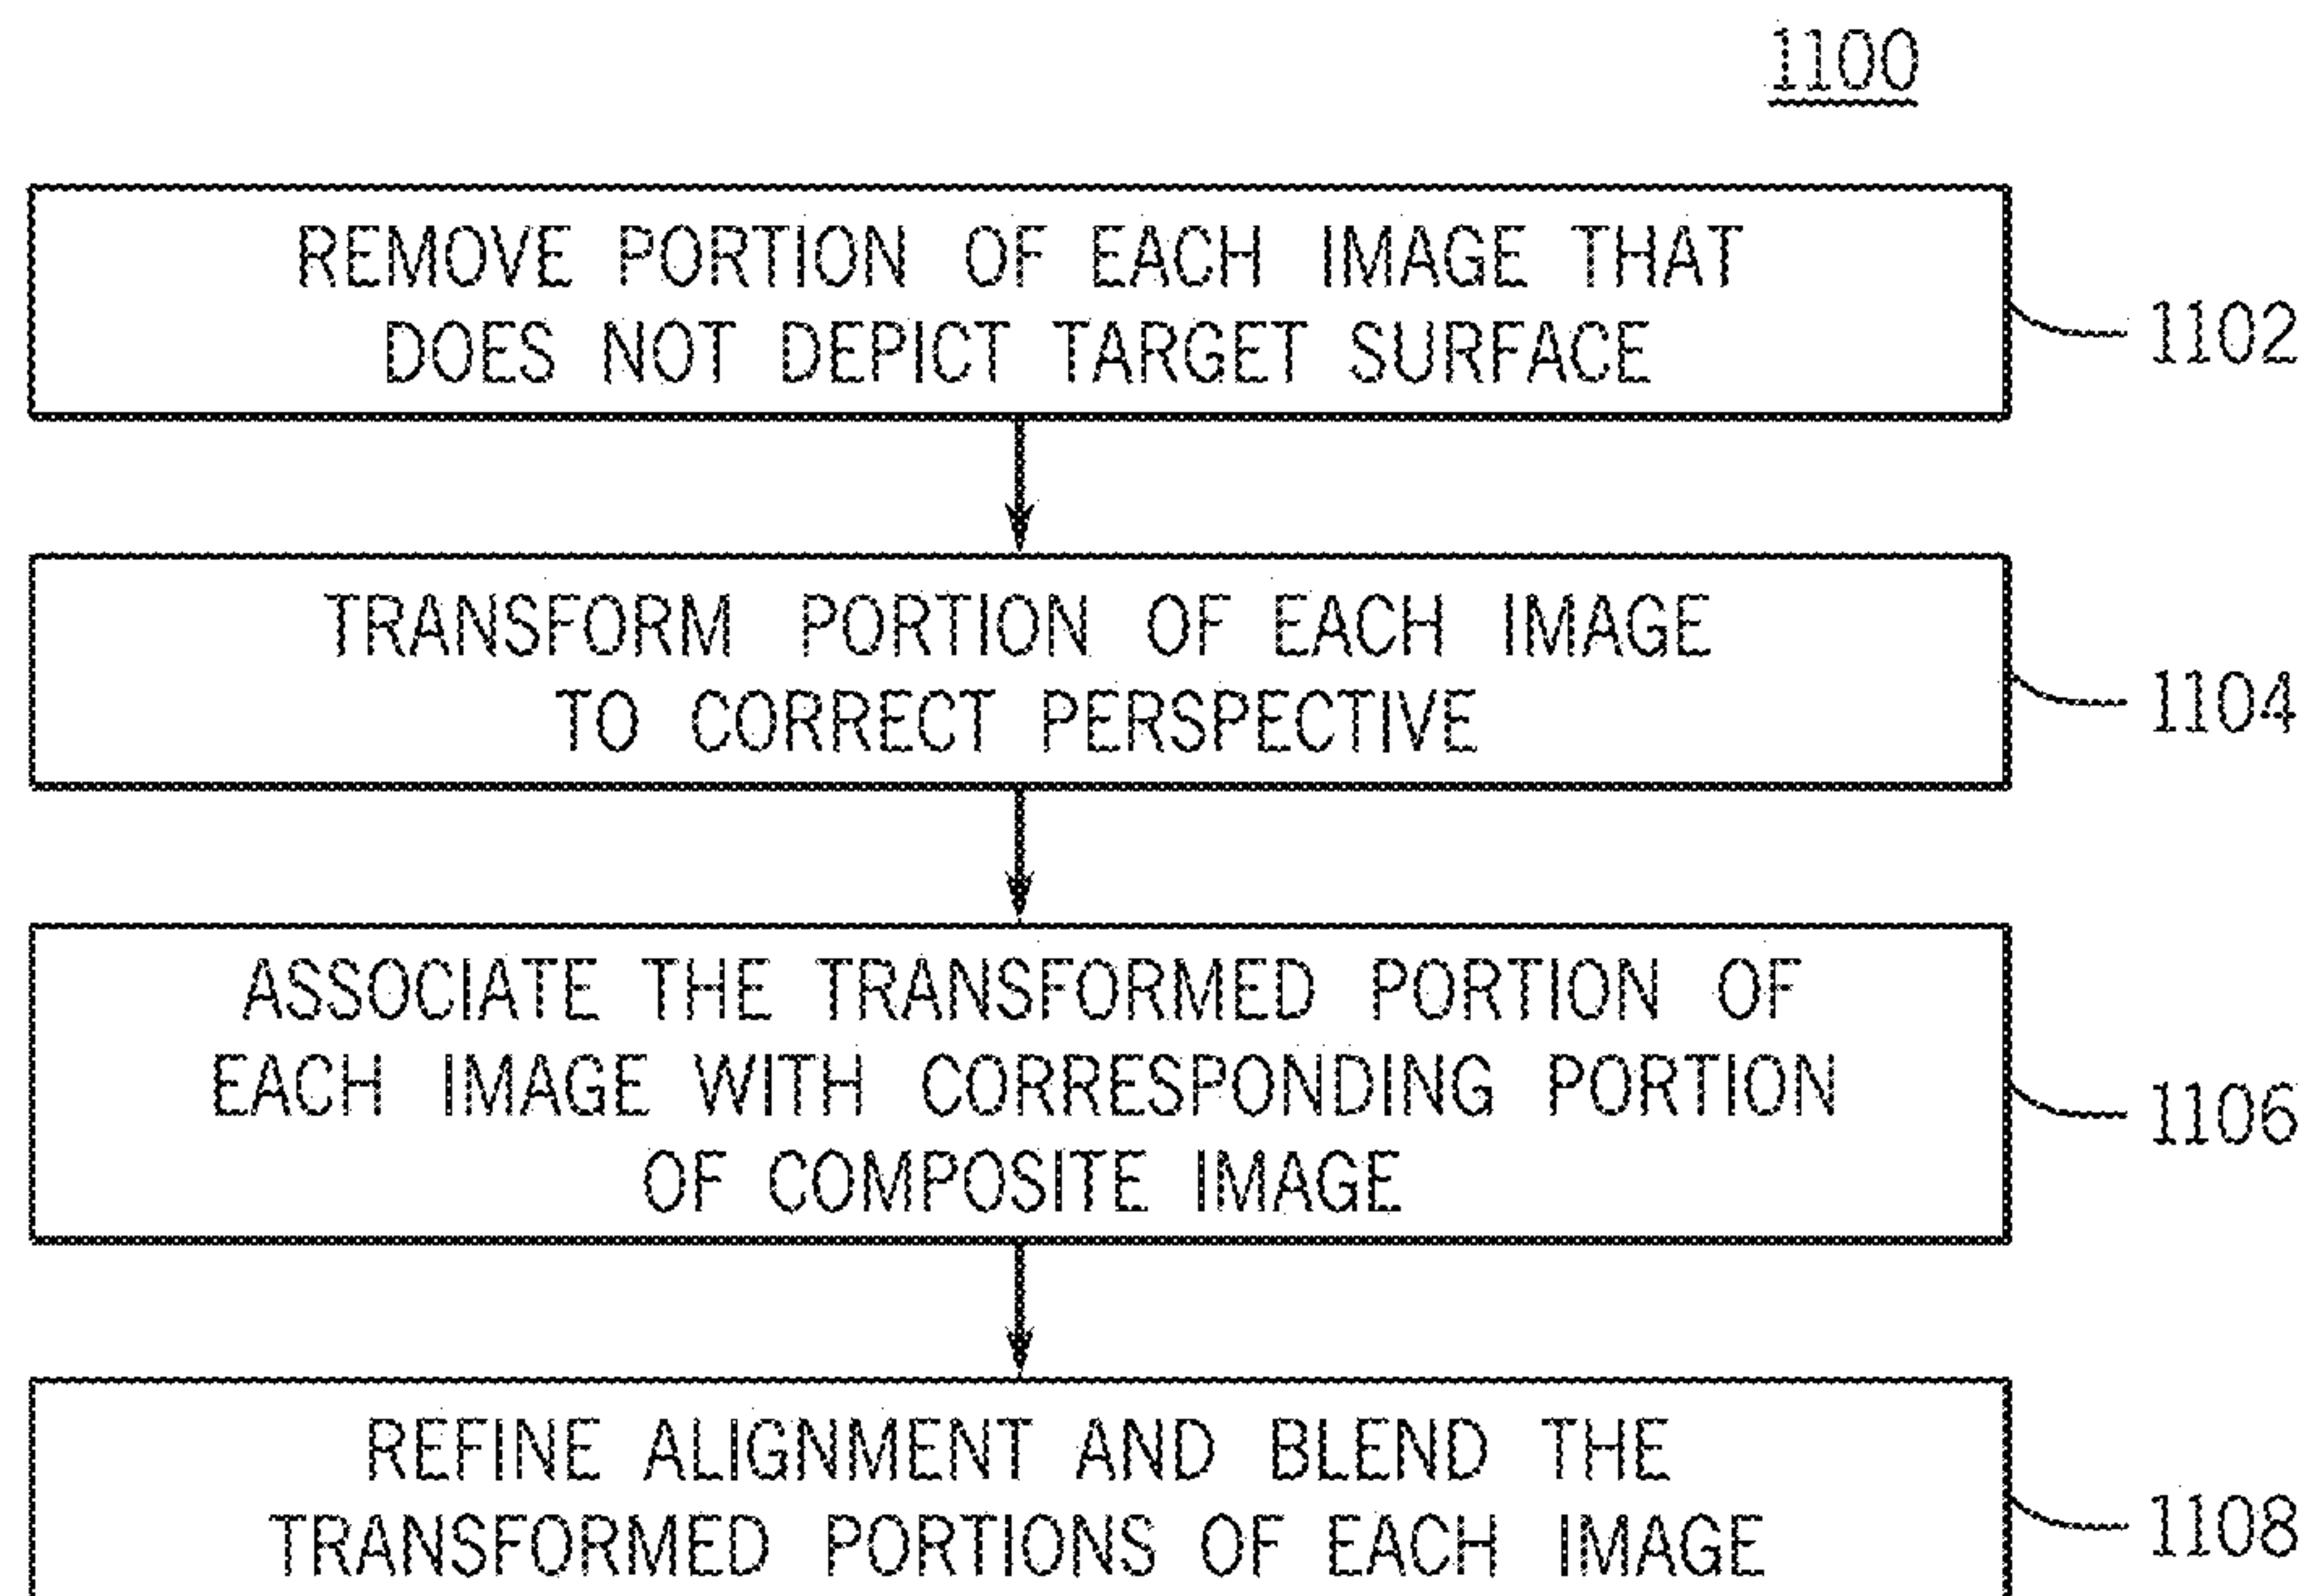 1100
REMOVE PORTION OF EACH IMAGE THAT
DOES NOT DEPICT TARGET SURFACE
1102
TRANSFORM PORTION OF EACH IMAGE
TO CORRECT PERSPECTIVE
1104
ASSOCIATE THE TRANSFORMED PORTION OF
EACH IMAGE WITH CORRESPONDING PORTION
OF COMPOSITE IMAGE
1106
REFINE ALIGNMENT AND BLEND THE
TRANSFORMED PORTIONS OF EACH IMAGE
1108